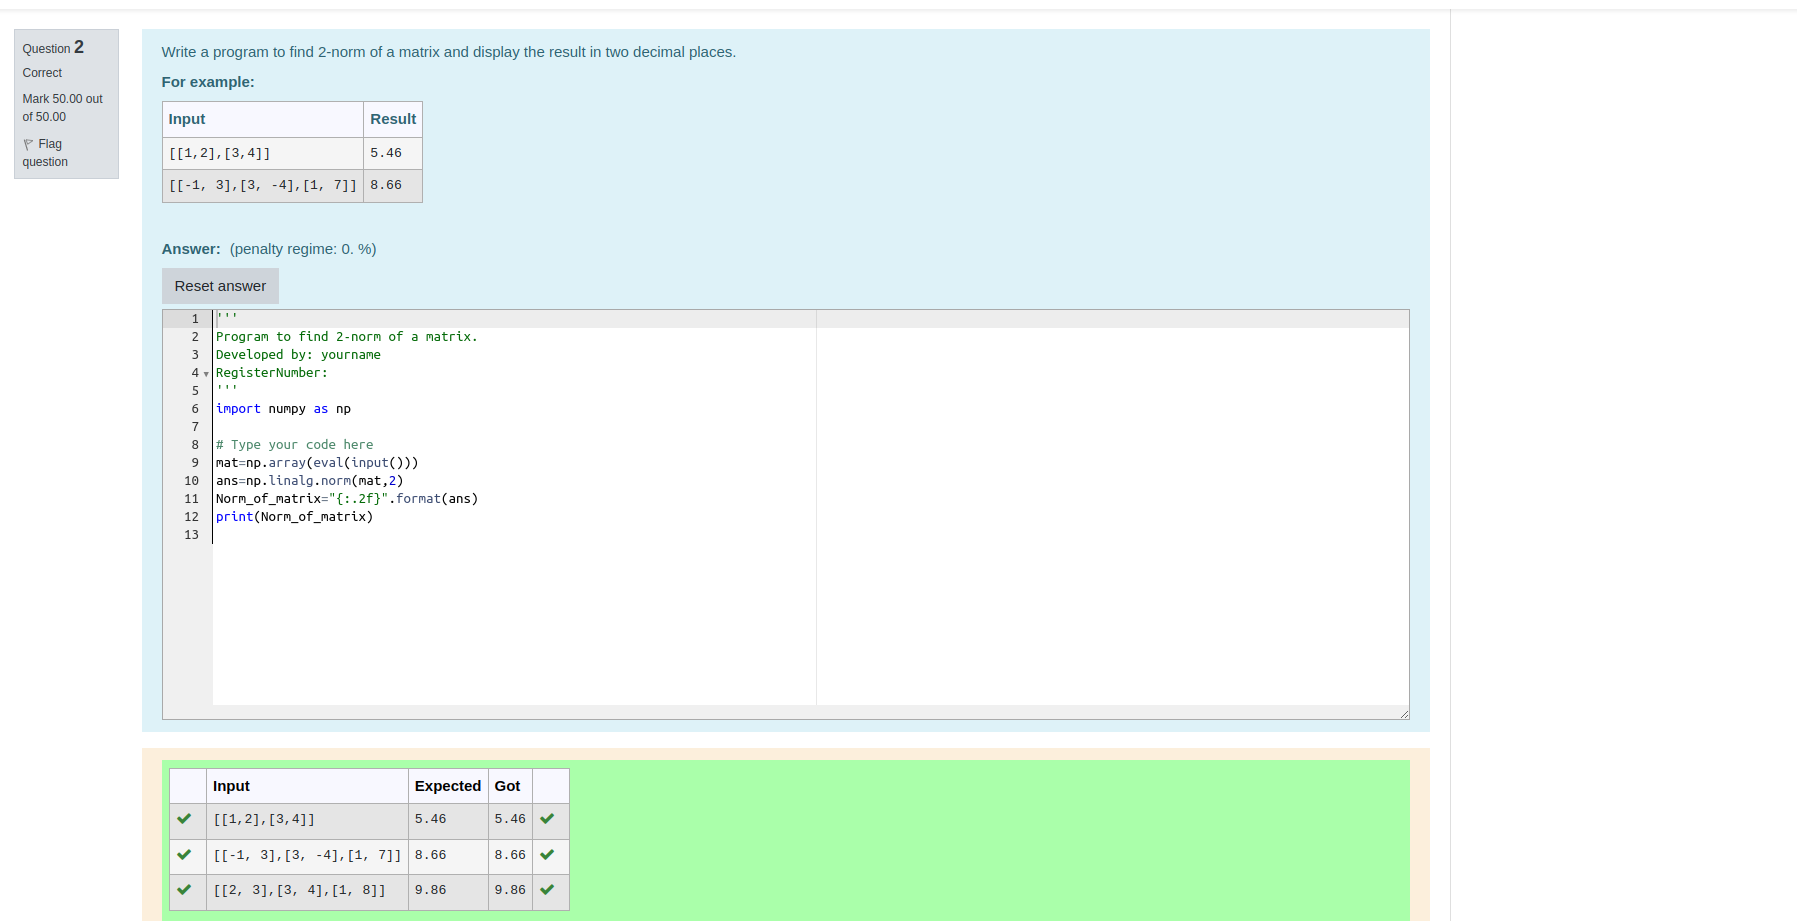 Question 2
Correct
Mark 50.00 out
of 50.00
Flag
question
Write a program to find 2-norm of a matrix and display the result in two decimal places.
For example:
Input Result
[[1,2],[3,4]] 5.46
[[-1, 3],[3, -4],[1, 7]] 8.66
Answer: (penalty regime: 0. %)
Reset answer
1 '''
2 Program to find 2-norm of a matrix.
3 Developed by: yourname
4 RegisterNumber:
5 '''
6 import numpy as np
7
8 # Type your code here
9 mat=np.array(eval(input()))
10 ans=np.linalg.norm(mat,2)
11 Norm_of_matrix="{:.2f}".format(ans)
12 print(Norm_of_matrix)
13
Input Expected Got
[[1,2],[3,4]] 5.46 5.46
[[-1, 3],[3, -4],[1, 7]] 8.66 8.66
[[2, 3],[3, 4],[1, 8]] 9.86 9.86